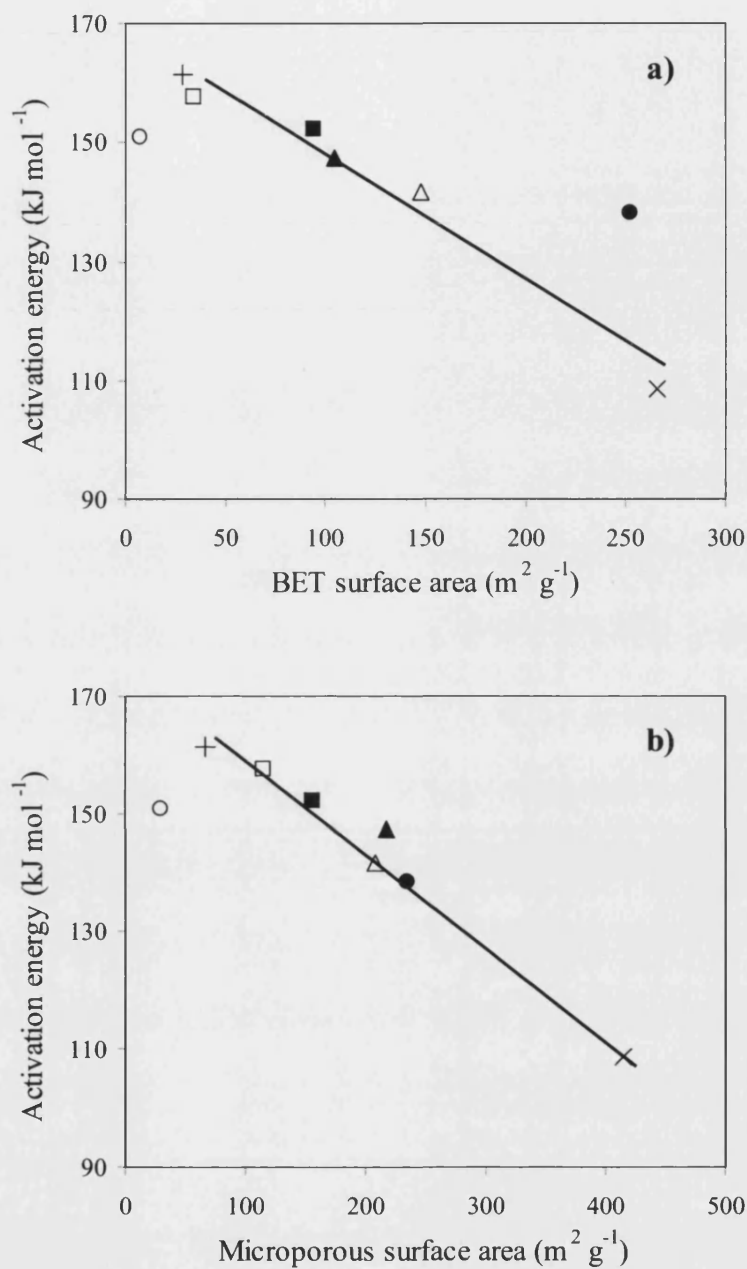 170
150
130
110
90
Activation energy (kJ mol⁻¹)
a)
0 50 100 150 200 250 300
BET surface area (m² g⁻¹)
170
150
130
110
90
Activation energy (kJ mol⁻¹)
b)
0 100 200 300 400 500
Microporous surface area (m² g⁻¹)